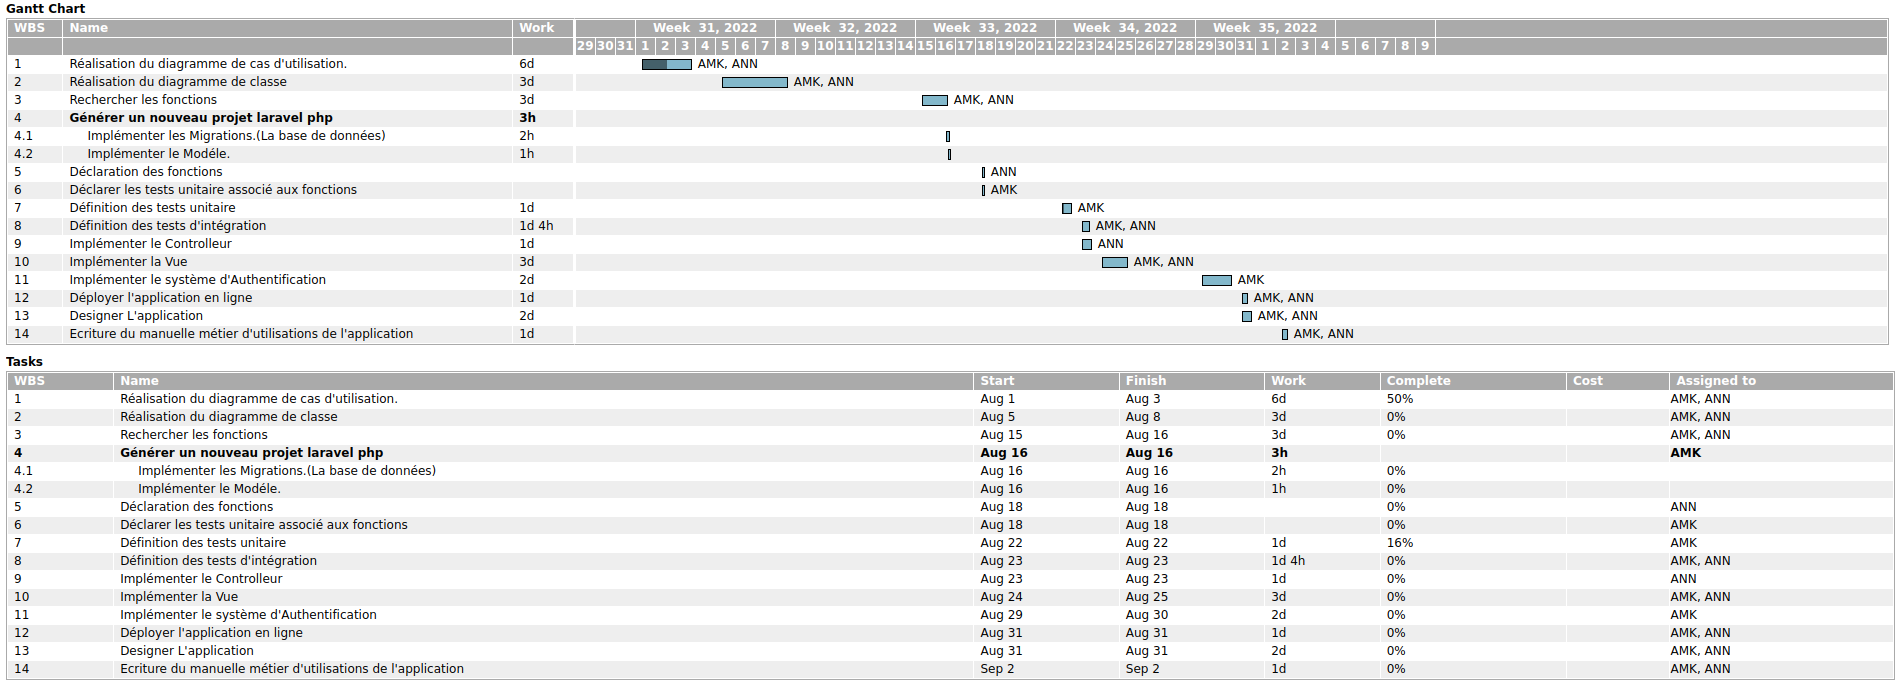 Gantt Chart
WBS Name Work Week 31, 2022 Week 32, 2022 Week 33, 2022 Week 34, 2022 Week 35, 2022
29 30 31 1 2 3 4 5 6 7 8 9 10 11 12 13 14 15 16 17 18 19 20 21 22 23 24 25 26 27 28 29 30 31 1 2 3 4 5 6 7 8 9
1 Réalisation du diagramme de cas d'utilisation. 6d AMK, ANN
2 Réalisation du diagramme de classe 3d AMK, ANN
3 Rechercher les fonctions 3d AMK, ANN
4 Générer un nouveau projet laravel php 3h
4.1 Implémenter les Migrations.(La base de données) 2h
4.2 Implémenter le Modéle. 1h
5 Déclaration des fonctions ANN
6 Déclarer les tests unitaire associé aux fonctions AMK
7 Définition des tests unitaire 1d AMK
8 Définition des tests d'intégration 1d 4h AMK, ANN
9 Implémenter le Controlleur 1d ANN
10 Implémenter la Vue 3d AMK, ANN
11 Implémenter le système d'Authentification 2d AMK
12 Déployer l'application en ligne 1d AMK, ANN
13 Designer L'application 2d AMK, ANN
14 Ecriture du manuelle métier d'utilisations de l'application 1d AMK, ANN
Tasks
WBS Name Start Finish Work Complete Cost Assigned to
1 Réalisation du diagramme de cas d'utilisation. Aug 1 Aug 3 6d 50% AMK, ANN
2 Réalisation du diagramme de classe Aug 5 Aug 8 3d 0% AMK, ANN
3 Rechercher les fonctions Aug 15 Aug 16 3d 0% AMK, ANN
4 Générer un nouveau projet laravel php Aug 16 Aug 16 3h AMK
4.1 Implémenter les Migrations.(La base de données) Aug 16 Aug 16 2h 0%
4.2 Implémenter le Modéle. Aug 16 Aug 16 1h 0%
5 Déclaration des fonctions Aug 18 Aug 18 0% ANN
6 Déclarer les tests unitaire associé aux fonctions Aug 18 Aug 18 0% AMK
7 Définition des tests unitaire Aug 22 Aug 22 1d 16% AMK
8 Définition des tests d'intégration Aug 23 Aug 23 1d 4h 0% AMK, ANN
9 Implémenter le Controlleur Aug 23 Aug 23 1d 0% ANN
10 Implémenter la Vue Aug 24 Aug 25 3d 0% AMK, ANN
11 Implémenter le système d'Authentification Aug 29 Aug 30 2d 0% AMK
12 Déployer l'application en ligne Aug 31 Aug 31 1d 0% AMK, ANN
13 Designer L'application Aug 31 Aug 31 2d 0% AMK, ANN
14 Ecriture du manuelle métier d'utilisations de l'application Sep 2 Sep 2 1d 0% AMK, ANN